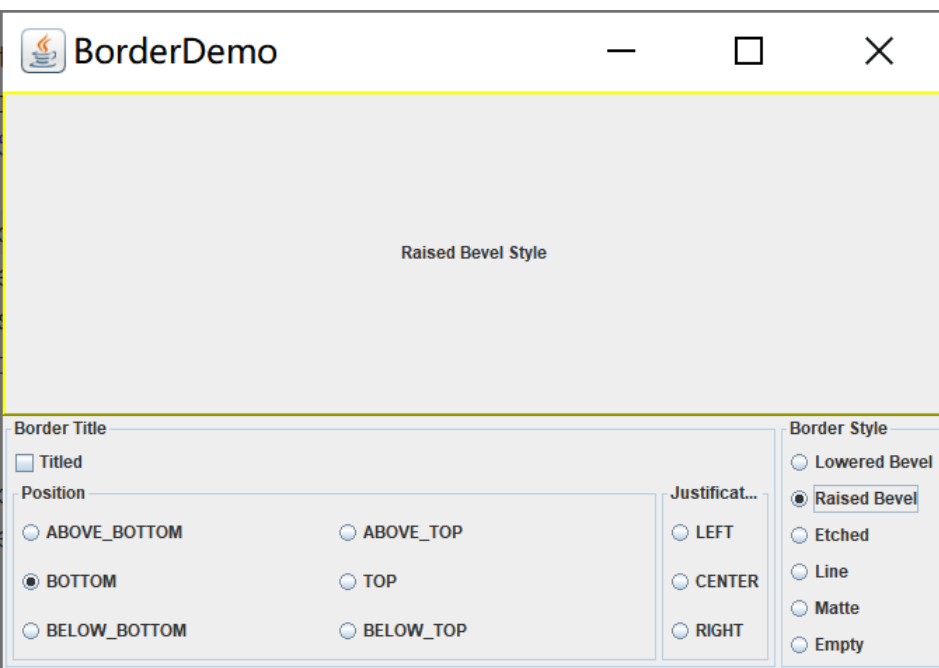 BorderDemo
Raised Bevel Style
Border Title
Titled
Position
ABOVE_BOTTOM
ABOVE_TOP
BOTTOM
TOP
BELOW_BOTTOM
BELOW_TOP
Justificat...
LEFT
CENTER
RIGHT
Border Style
Lowered Bevel
Raised Bevel
Etched
Line
Matte
Empty